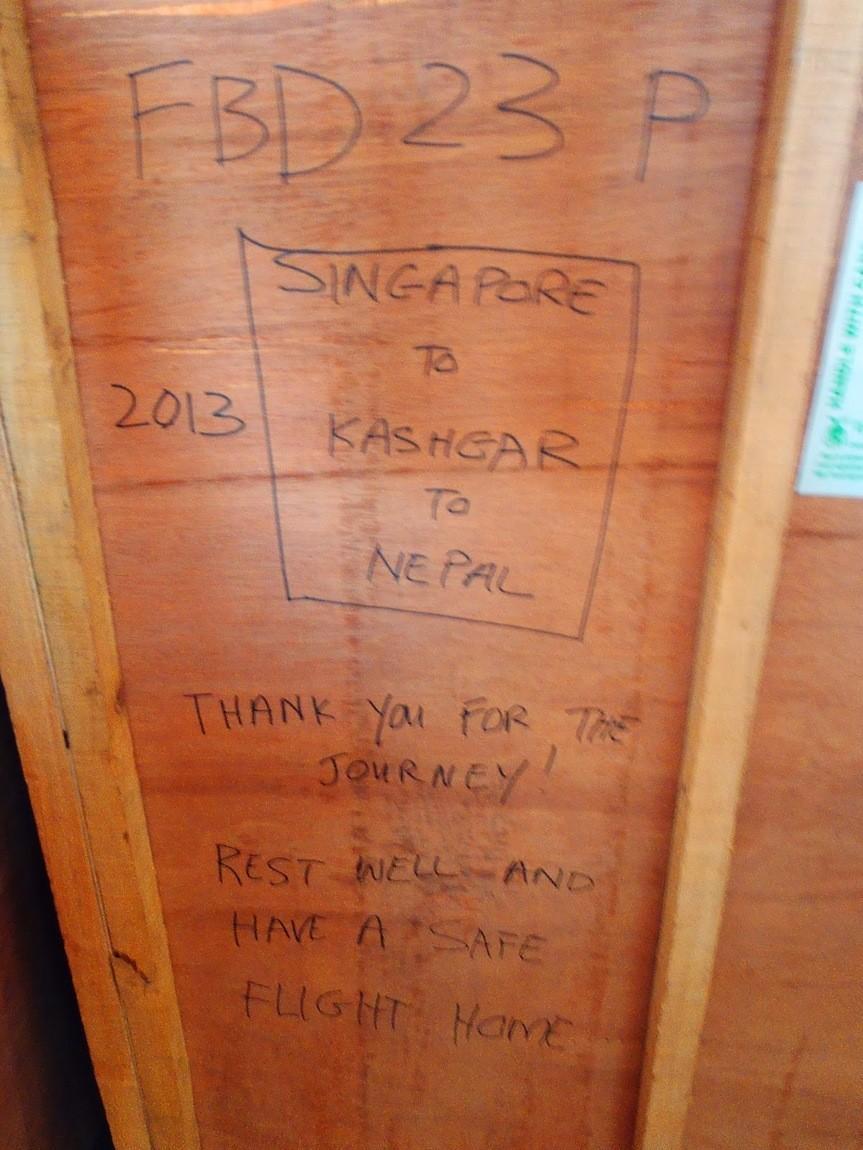 FBD 23 P
SINGAPORE
TO
2013
KASHGAR
TO
NEPAL
THANK YOU FOR THE
JOURNEY!
REST WELL AND
HAVE A SAFE
FLIGHT HOME